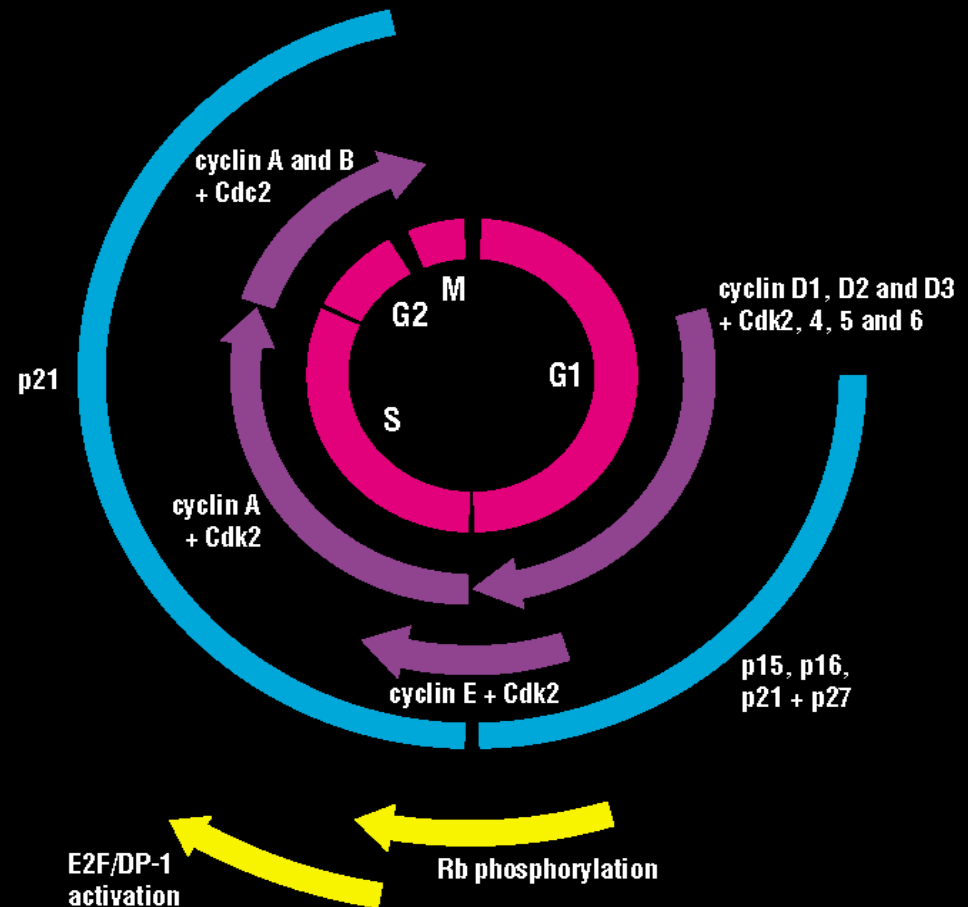 cyclin A and B
+ Cdc2
M
G2
cyclin D1, D2 and D3
+ Cdk2, 4, 5 and 6
G1
p21
S
cyclin A
+ Cdk2
cyclin E + Cdk2
p15, p16,
p21 + p27
E2F/DP-1
activation
Rb phosphorylation